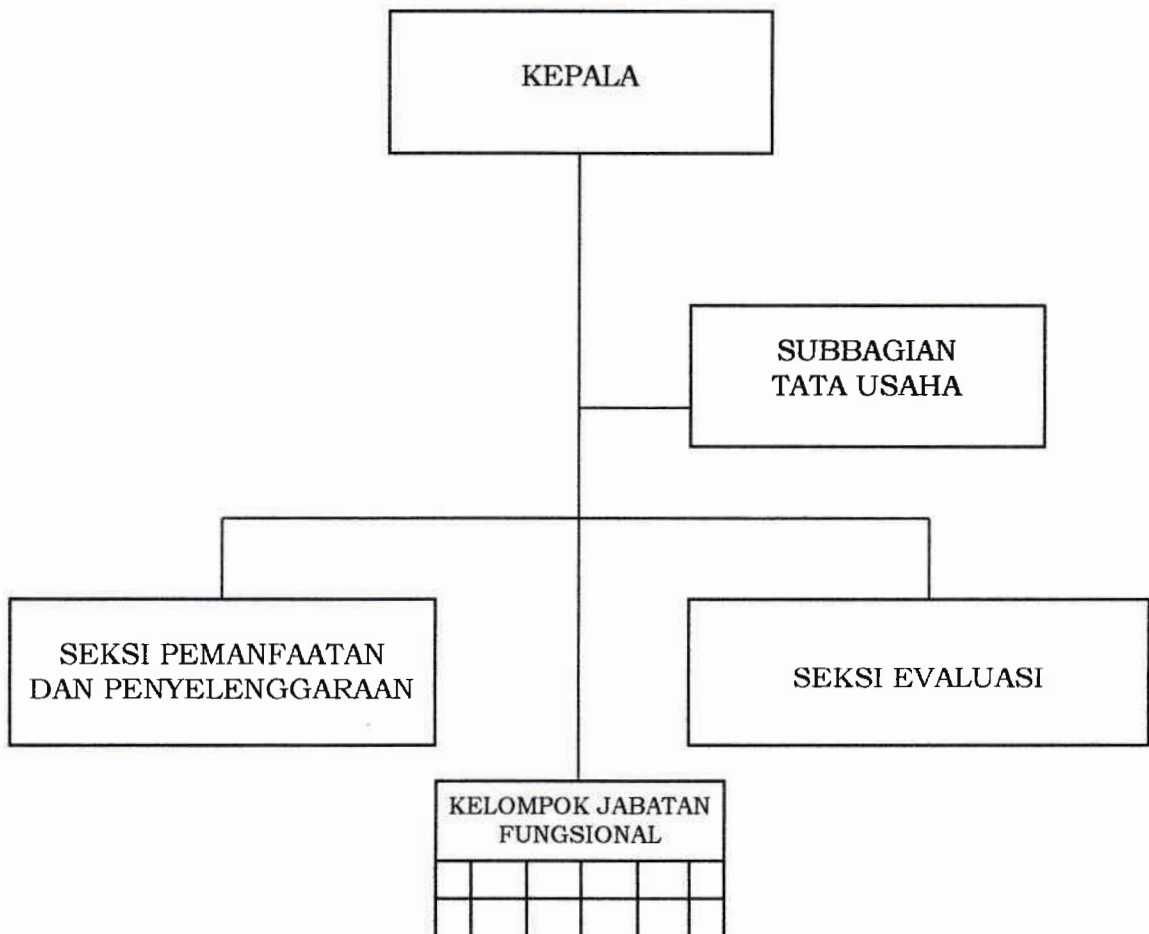 KEPALA
SUBBAGIAN
TATA USAHA
SEKSI PEMANFAATAN
DAN PENYELENGGARAAN
SEKSI EVALUASI
KELOMPOK JABATAN
FUNGSIONAL